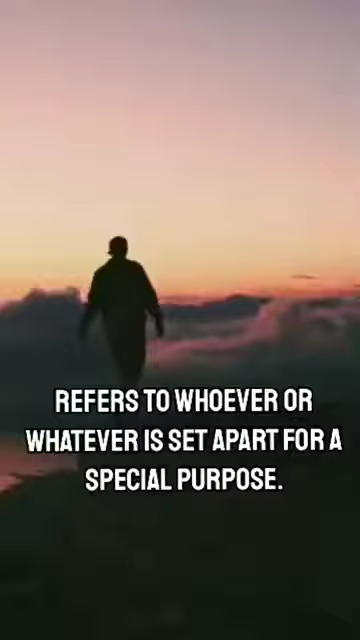 REFERS TO WHOEVER OR
WHATEVER IS SET APART FOR A
SPECIAL PURPOSE.